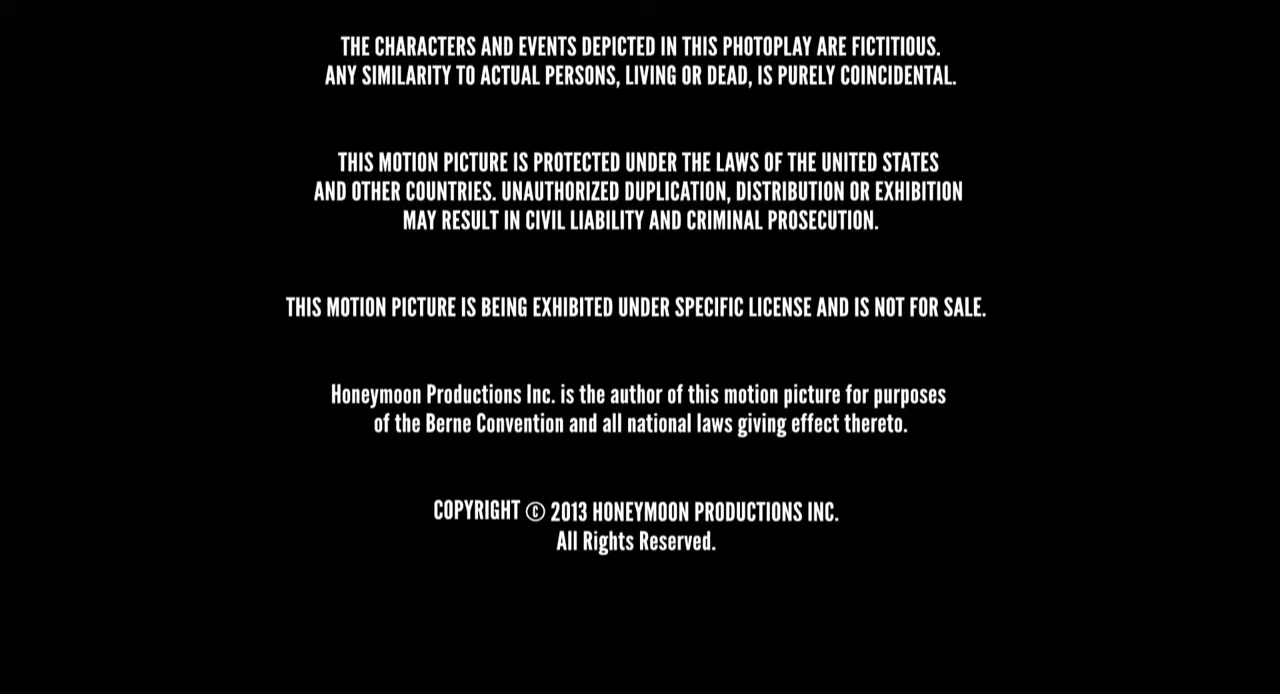 THE CHARACTERS AND EVENTS DEPICTED IN THIS PHOTOPLAY ARE FICTITIOUS.
ANY SIMILARITY TO ACTUAL PERSONS, LIVING OR DEAD, IS PURELY COINCIDENTAL.
THIS MOTION PICTURE IS PROTECTED UNDER THE LAWS OF THE UNITED STATES
AND OTHER COUNTRIES. UNAUTHORIZED DUPLICATION, DISTRIBUTION OR EXHIBITION
MAY RESULT IN CIVIL LIABILITY AND CRIMINAL PROSECUTION.
THIS MOTION PICTURE IS BEING EXHIBITED UNDER SPECIFIC LICENSE AND IS NOT FOR SALE.
Honeymoon Productions Inc. is the author of this motion picture for purposes
of the Berne Convention and all national laws giving effect thereto.
COPYRIGHT © 2013 HONEYMOON PRODUCTIONS INC.
All Rights Reserved.